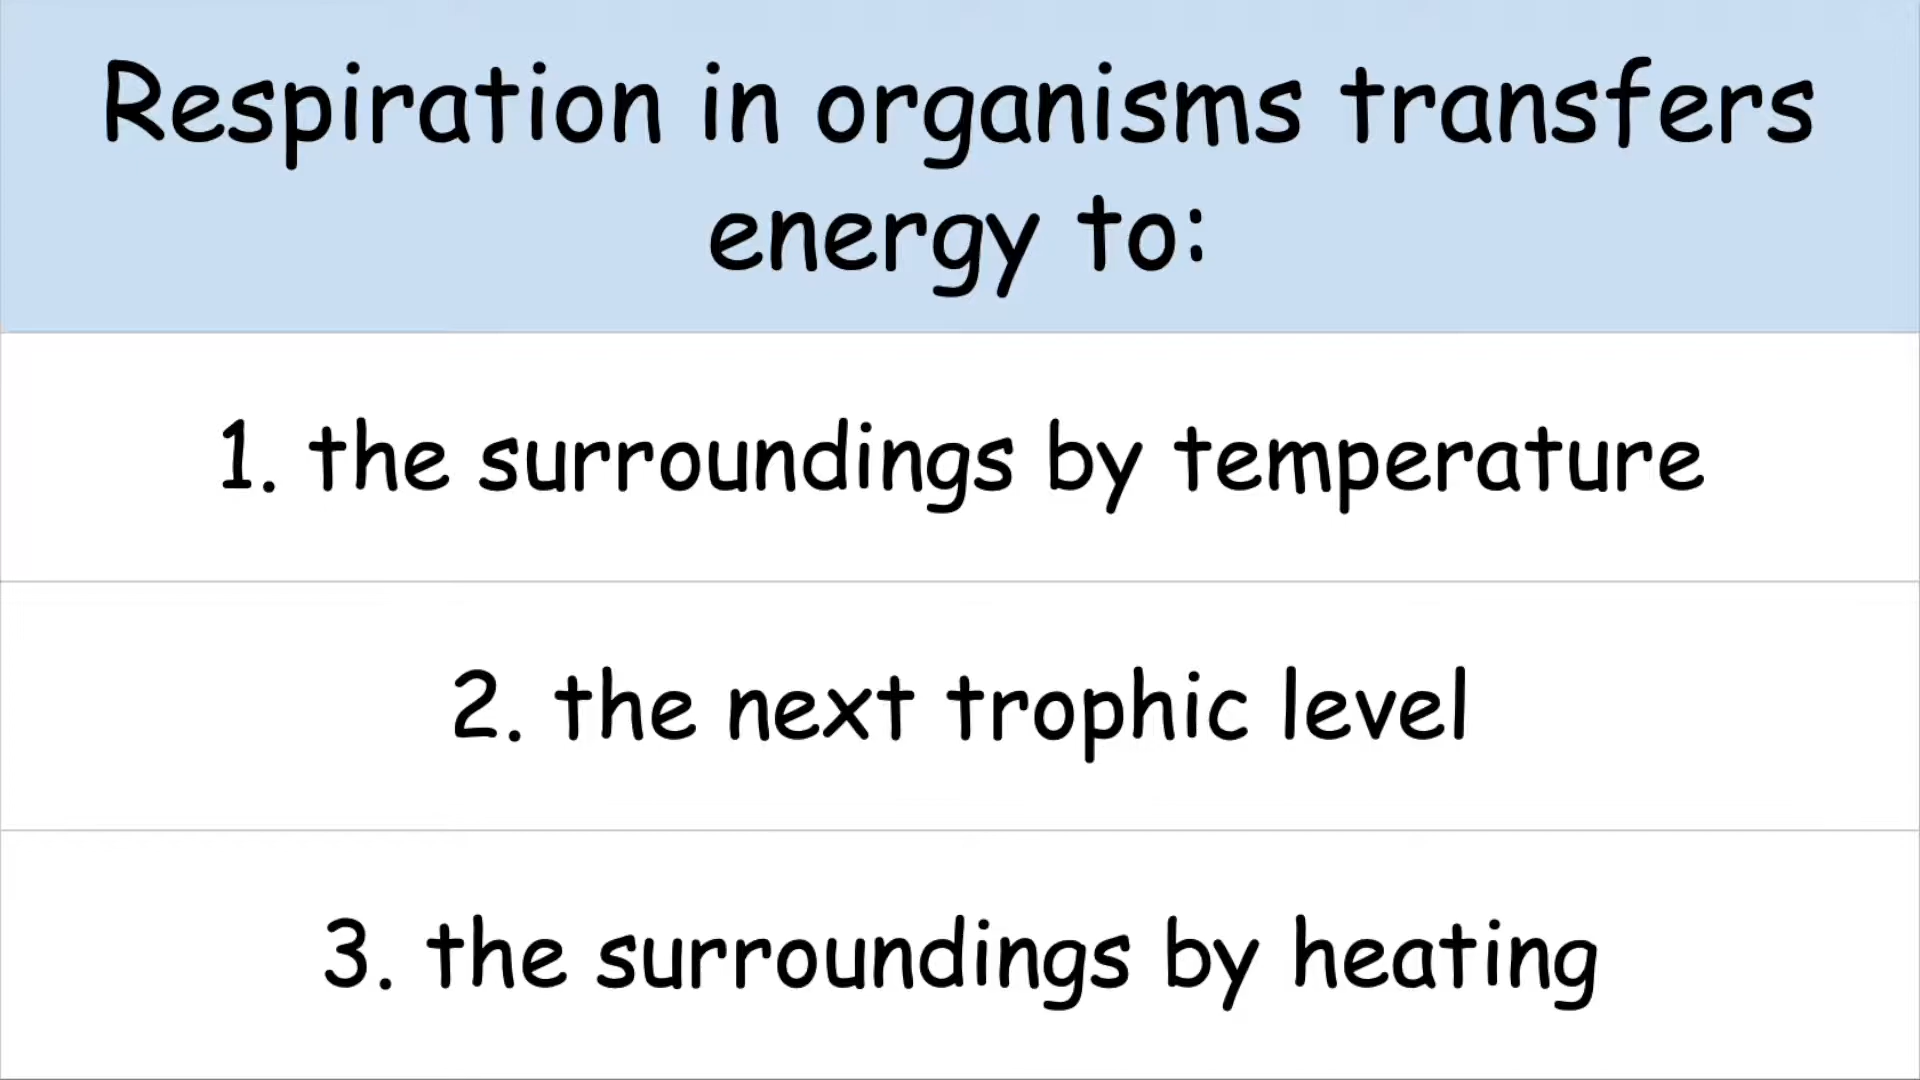 Respiration in organisms transfers
energy to:
1. the surroundings by temperature
2. the next trophic level
3. the surroundings by heating